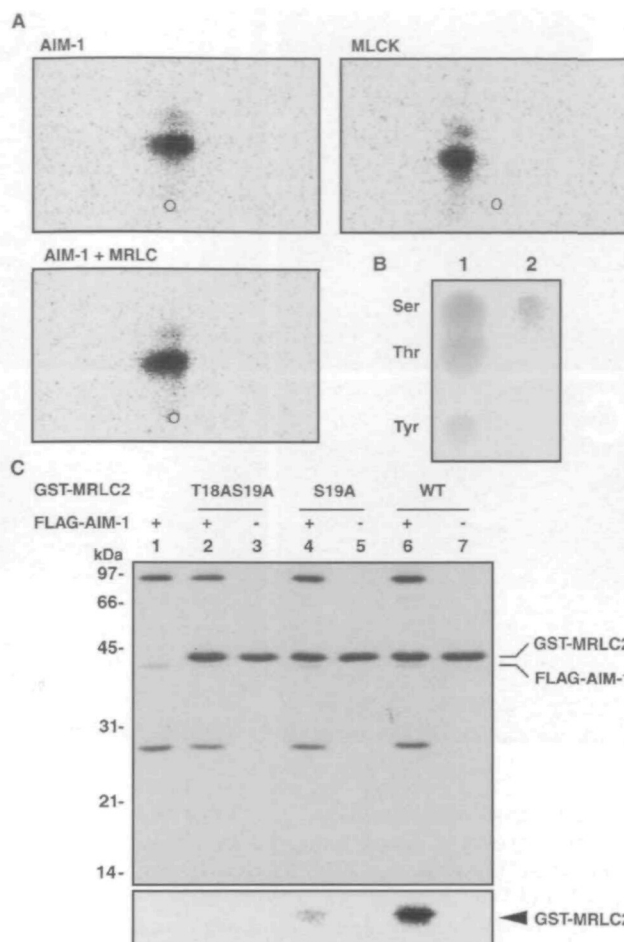 A
AIM-1
MLCK
AIM-1 + MRLC
B
1 2
Ser
Thr
Tyr
C
GST-MRLC2 T18AS19A S19A WT
FLAG-AIM-1 + + - + - + -
kDa 1 2 3 4 5 6 7
97-
66-
45-
GST-MRLC2
FLAG-AIM-1
31-
21-
14-
GST-MRLC2